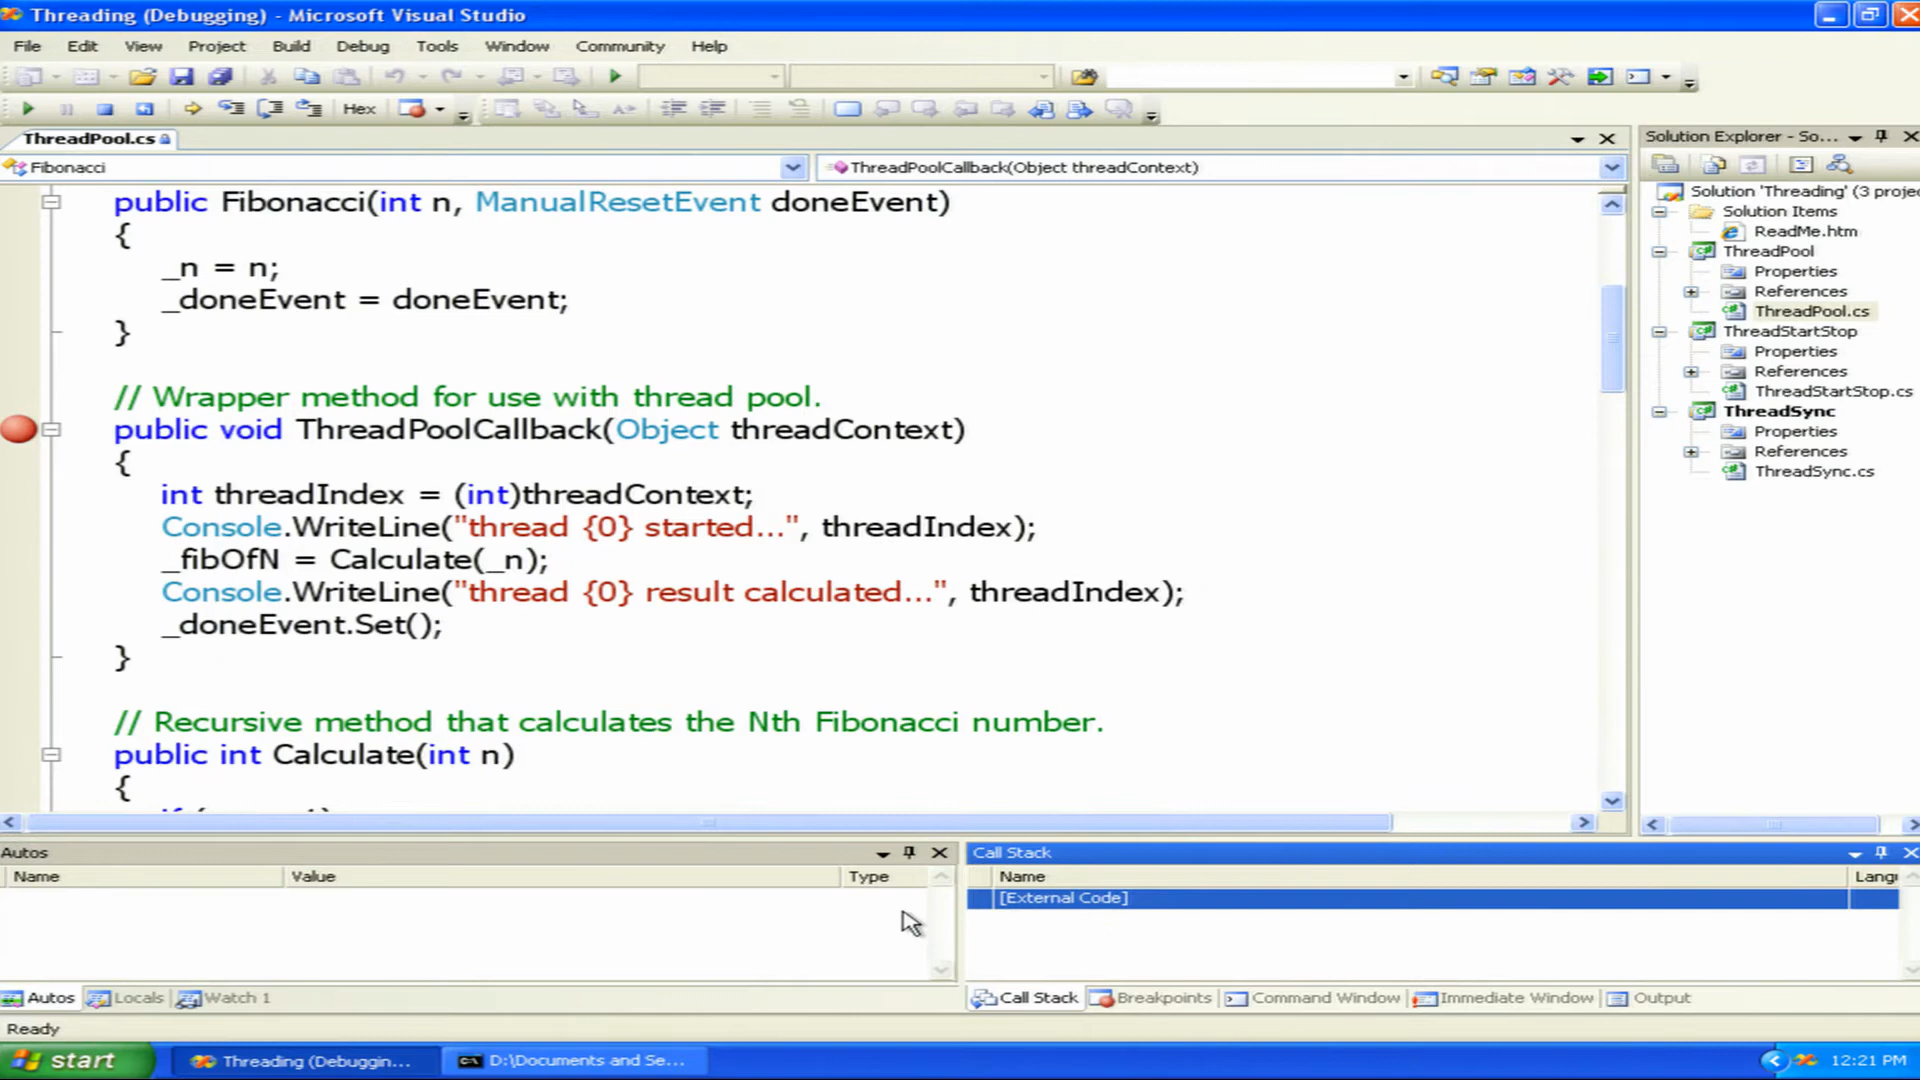 Threading (Debugging) - Microsoft Visual Studio
File Edit View Project Build Debug Tools Window Community Help
Hex
ThreadPool.cs
Fibonacci
ThreadPoolCallback(Object threadContext)
public Fibonacci(int n, ManualResetEvent doneEvent)
{
_n = n;
_doneEvent = doneEvent;
}
// Wrapper method for use with thread pool.
public void ThreadPoolCallback(Object threadContext)
{
int threadIndex = (int)threadContext;
Console.WriteLine("thread {0} started...", threadIndex);
_fibOfN = Calculate(_n);
Console.WriteLine("thread {0} result calculated...", threadIndex);
_doneEvent.Set();
}
// Recursive method that calculates the Nth Fibonacci number.
public int Calculate(int n)
{
Solution Explorer - So...
Solution 'Threading' (3 projec
Solution Items
ReadMe.htm
ThreadPool
Properties
References
ThreadPool.cs
ThreadStartStop
Properties
References
ThreadStartStop.cs
ThreadSync
Properties
References
ThreadSync.cs
Autos
Name Value Type
Autos Locals Watch 1
Call Stack
Name Langu
[External Code]
Call Stack Breakpoints Command Window Immediate Window Output
Ready
start Threading (Debuggin... D:\Documents and Se... 12:21 PM